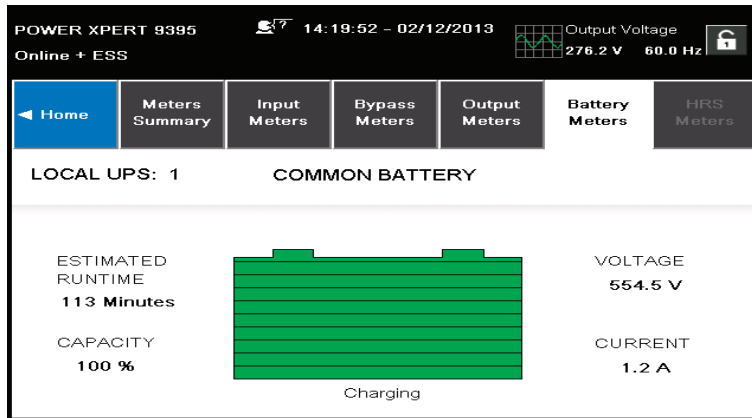 POWER XPERT 9395
14:19:52 - 02/12/2013
Output Voltage
Online + ESS
276.2 V 60.0 Hz
1
Home
Meters Summary
Input Meters
Bypass Meters
Output Meters
Battery Meters
HRS Meters
LOCAL UPS: 1 COMMON BATTERY
ESTIMATED
RUNTIME
113 Minutes
CAPACITY
100 %
VOLTAGE
554.5 V
CURRENT
1.2 A
Charging